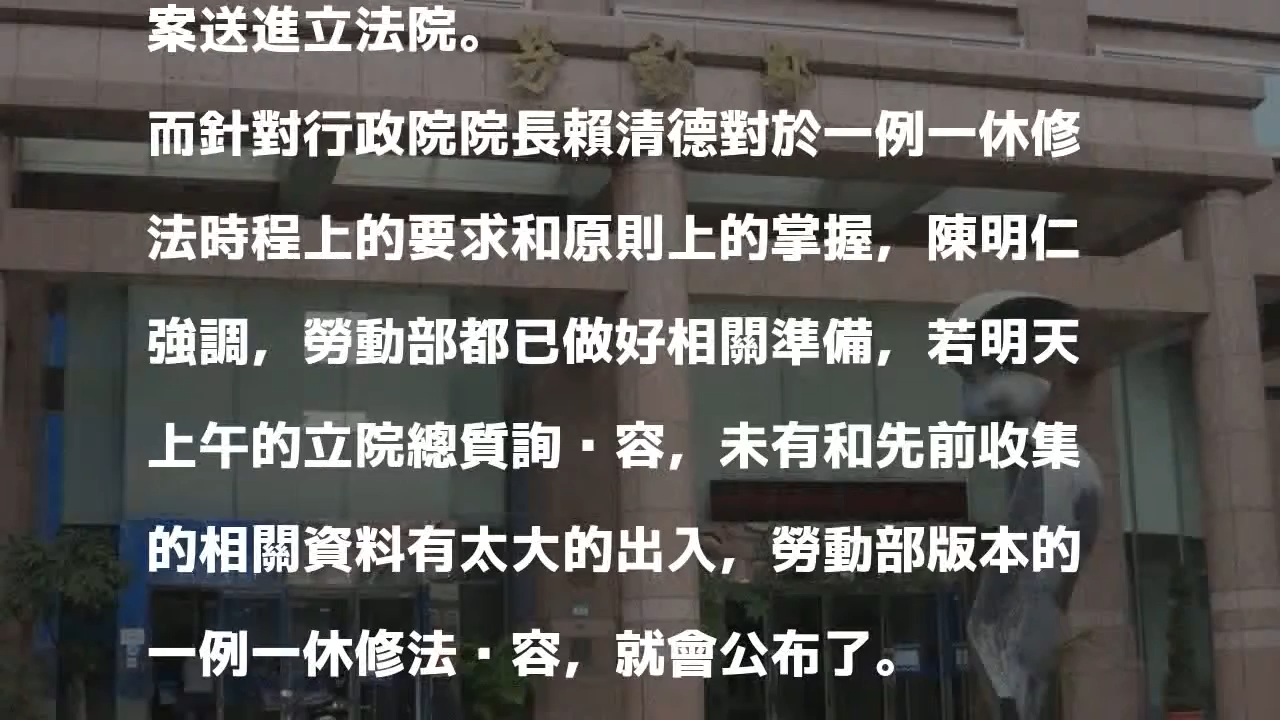 案送進立法院。
勞動部
而針對行政院院長賴清德對於一例一休修
法時程上的要求和原則上的掌握，陳明仁
強調，勞動部都已做好相關準備，若明天
上午的立院總質詢·容，未有和先前收集
的相關資料有太大的出入，勞動部版本的
一例一休修法·容，就會公布了。